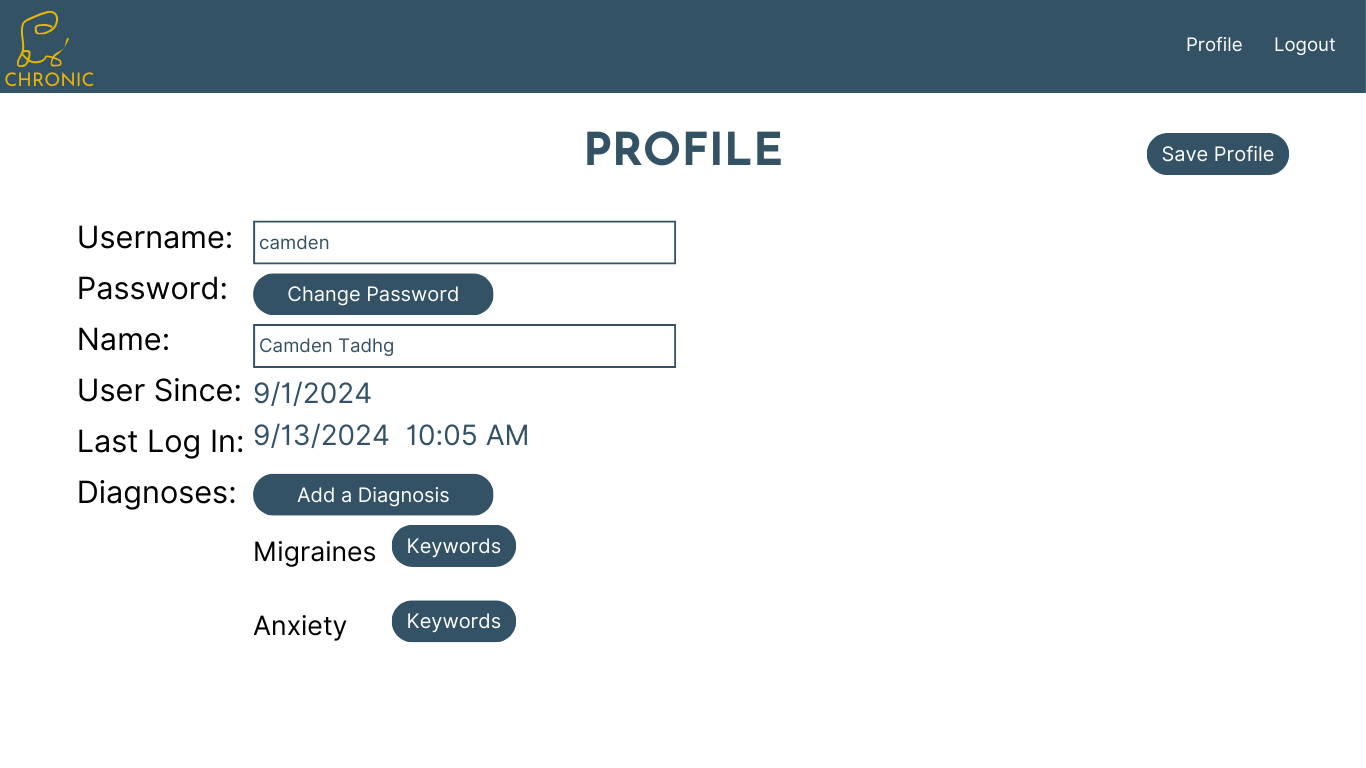 CHRONIC
Profile Logout
PROFILE
Save Profile
Username: camden
Password: Change Password
Name: Camden Tadhg
User Since: 9/1/2024
Last Log In: 9/13/2024 10:05 AM
Diagnoses: Add a Diagnosis
Migraines Keywords
Anxiety Keywords